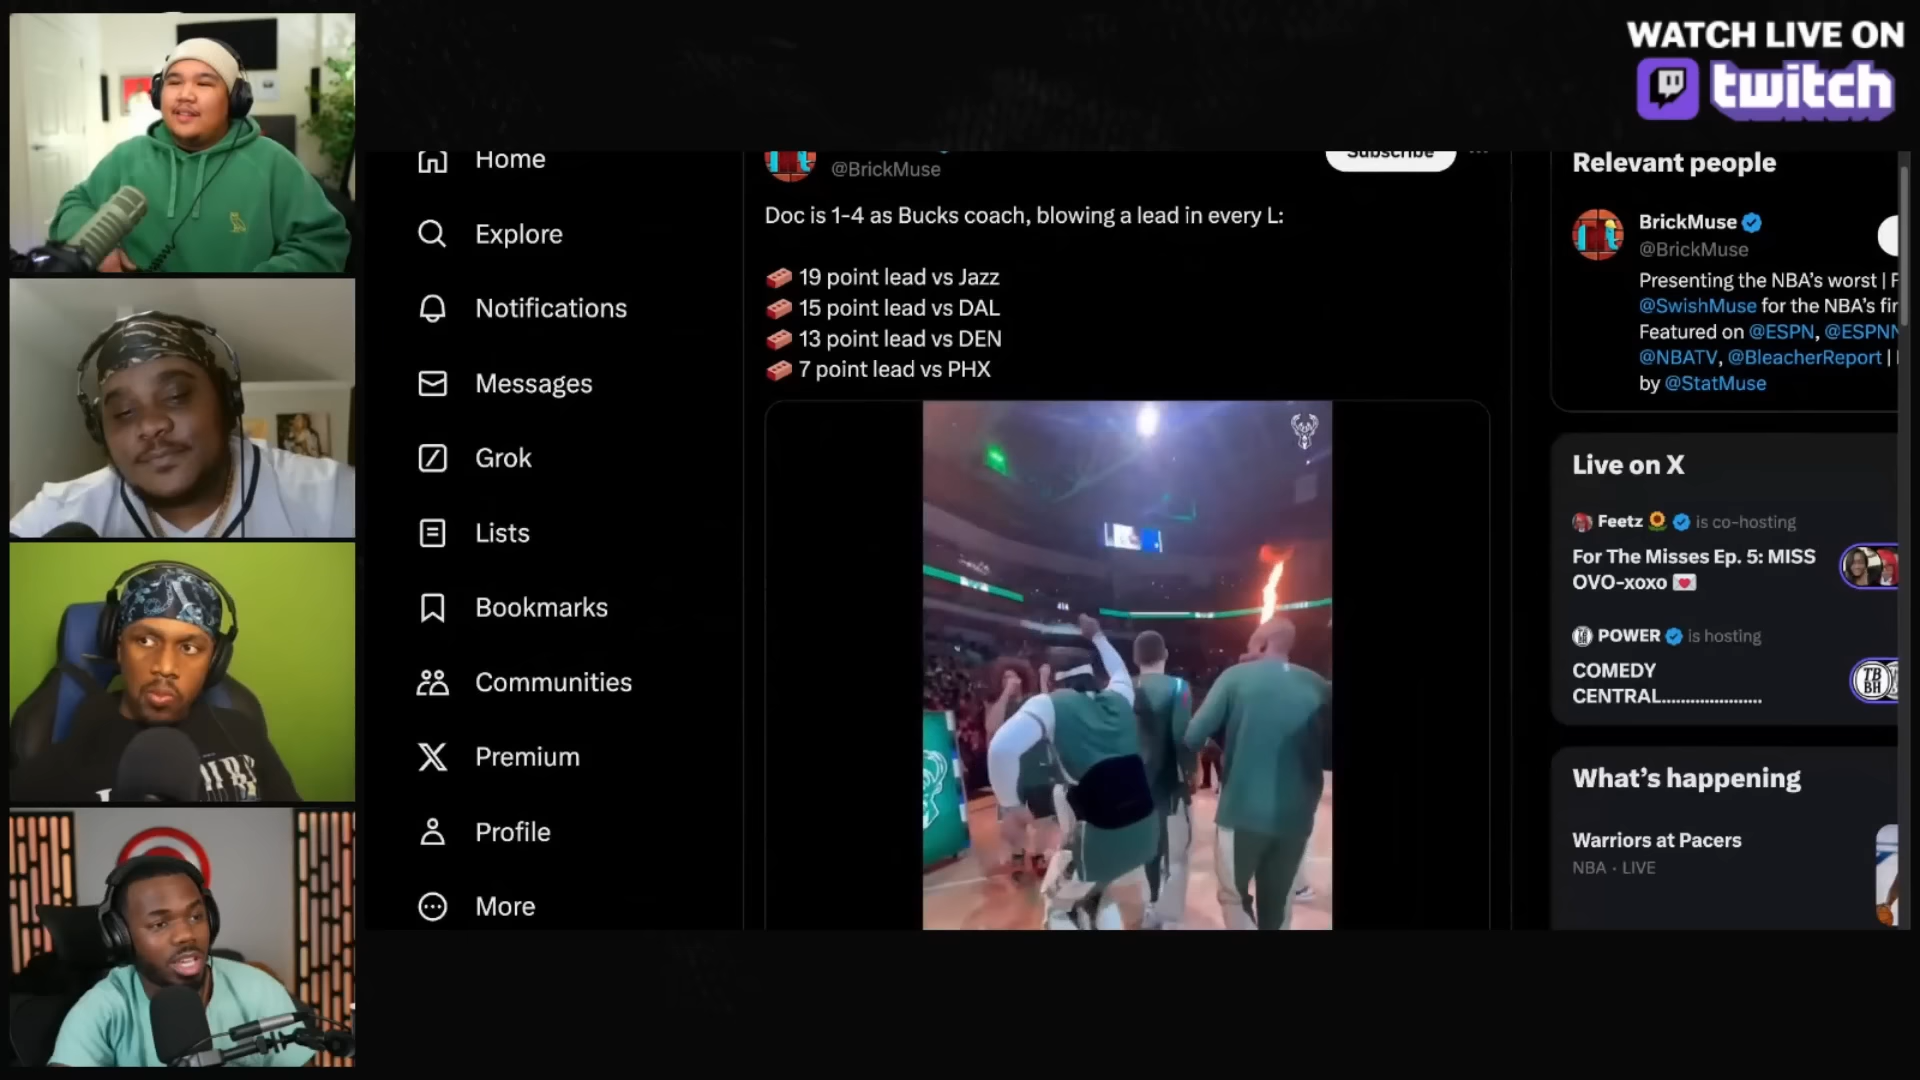 WATCH LIVE ON
twitch
Home
Explore
Notifications
Messages
Grok
Lists
Bookmarks
Communities
Premium
Profile
More
@BrickMuse
Subscribe
Doc is 1-4 as Bucks coach, blowing a lead in every L:
19 point lead vs Jazz
15 point lead vs DAL
13 point lead vs DEN
7 point lead vs PHX
Relevant people
BrickMuse
@BrickMuse
Presenting the NBA's worst | F
@SwishMuse for the NBA's fir
Featured on @ESPN, @ESPNN
@NBATV, @BleacherReport |
by @StatMuse
Live on X
Feetz is co-hosting
For The Misses Ep. 5: MISS
OVO-xoxo
POWER is hosting
COMEDY
CENTRAL.....................
TB
BH
What's happening
Warriors at Pacers
NBA · LIVE